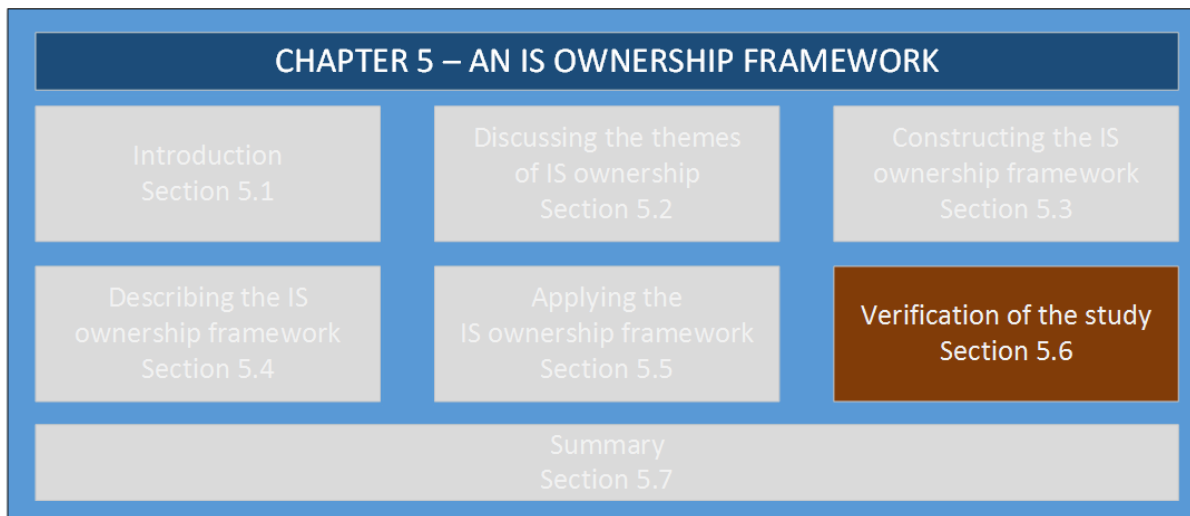 CHAPTER 5 – AN IS OWNERSHIP FRAMEWORK
Introduction
Section 5.1
Discussing the themes
of IS ownership
Section 5.2
Constructing the IS
ownership framework
Section 5.3
Describing the IS
ownership framework
Section 5.4
Applying the
IS ownership framework
Section 5.5
Verification of the study
Section 5.6
Summary
Section 5.7